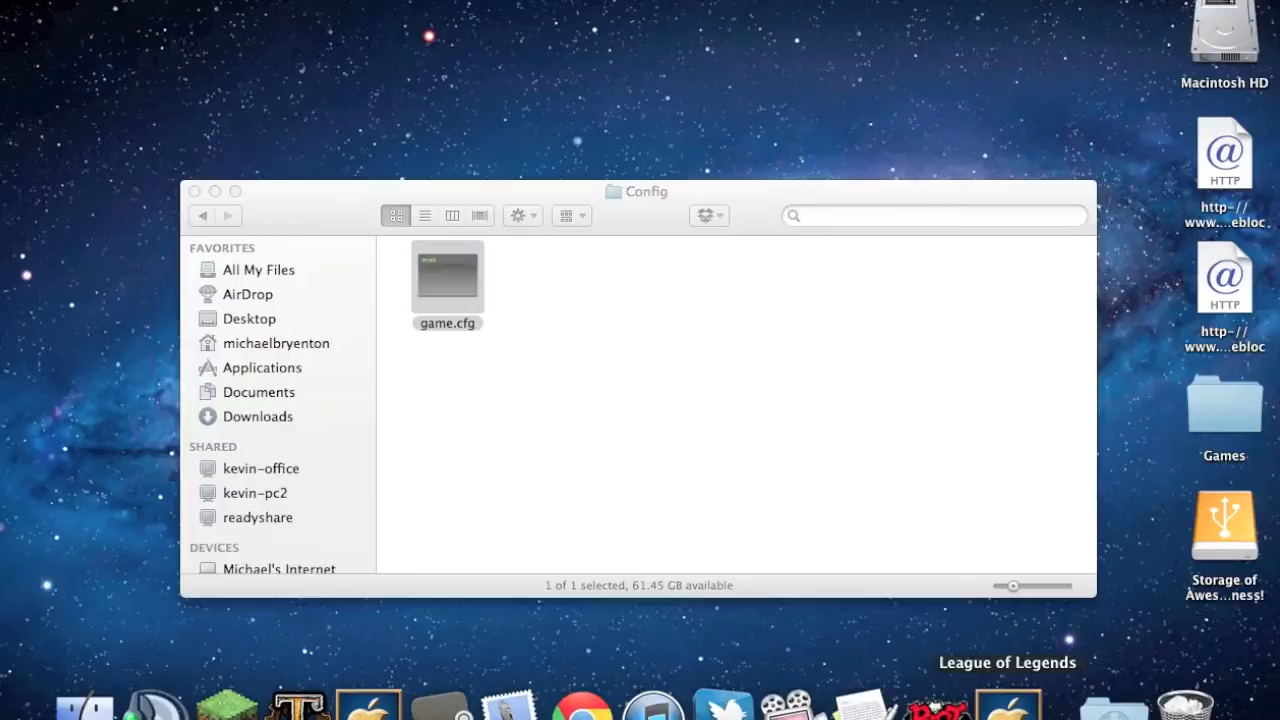 Macintosh HD
HTTP
http-//
www....ebloc
HTTP
http-//
www....ebloc
Games
Storage of
Awes...ness!
Config
FAVORITES
All My Files
AirDrop
Desktop
michaelbryenton
Applications
Documents
Downloads
SHARED
kevin-office
kevin-pc2
readyshare
DEVICES
Michael's Internet
exec
game.cfg
1 of 1 selected, 61.45 GB available
League of Legends